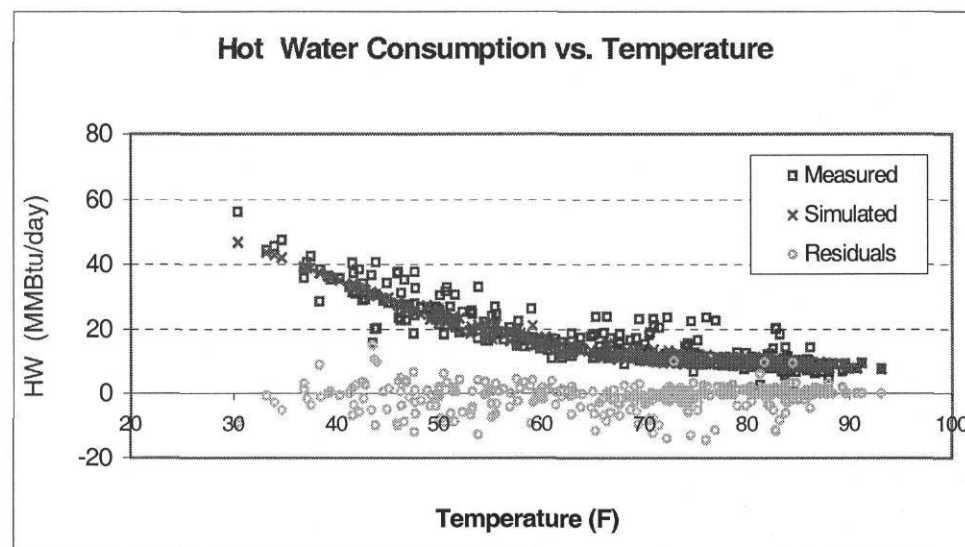 Hot Water Consumption vs. Temperature
80
60
40
20
0
-20
HW (MMBtu/day)
Measured
Simulated
Residuals
20 30 40 50 60 70 80 90 100
Temperature (F)